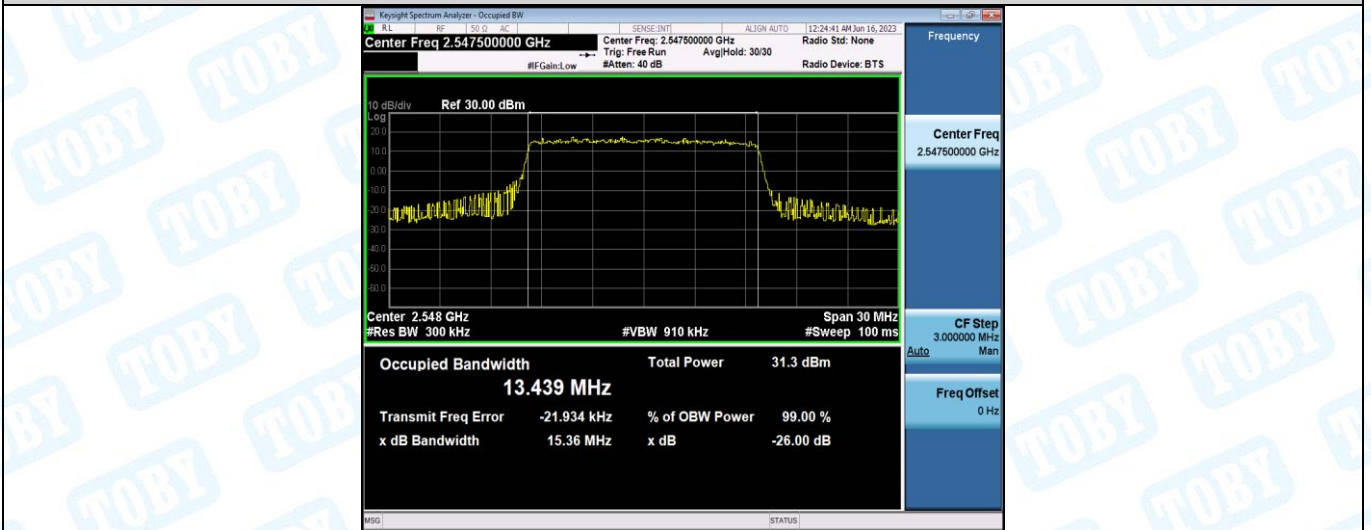 Keysight Spectrum Analyzer - Occupied BW
RL RF 50 Ω AC SENSE:INT ALIGN AUTO 12:24:41 AM Jun 16, 2023
Center Freq 2.547500000 GHz
Center Freq: 2.547500000 GHz
Radio Std: None
Trig: Free Run Avg|Hold: 30/30
#IFGain:Low
#Atten: 40 dB
Radio Device: BTS
Frequency
10 dB/div Ref 30.00 dBm
Log
20.0
10.0
0.00
-10.0
-20.0
-30.0
-40.0
-50.0
-60.0
Center 2.548 GHz
Span 30 MHz
#Res BW 300 kHz
#VBW 910 kHz
#Sweep 100 ms
Center Freq
2.547500000 GHz
CF Step
3.000000 MHz
Auto Man
Freq Offset
0 Hz
Occupied Bandwidth
13.439 MHz
Total Power 31.3 dBm
Transmit Freq Error -21.934 kHz
% of OBW Power 99.00 %
x dB Bandwidth 15.36 MHz
x dB -26.00 dB
MSG
STATUS
TOBY